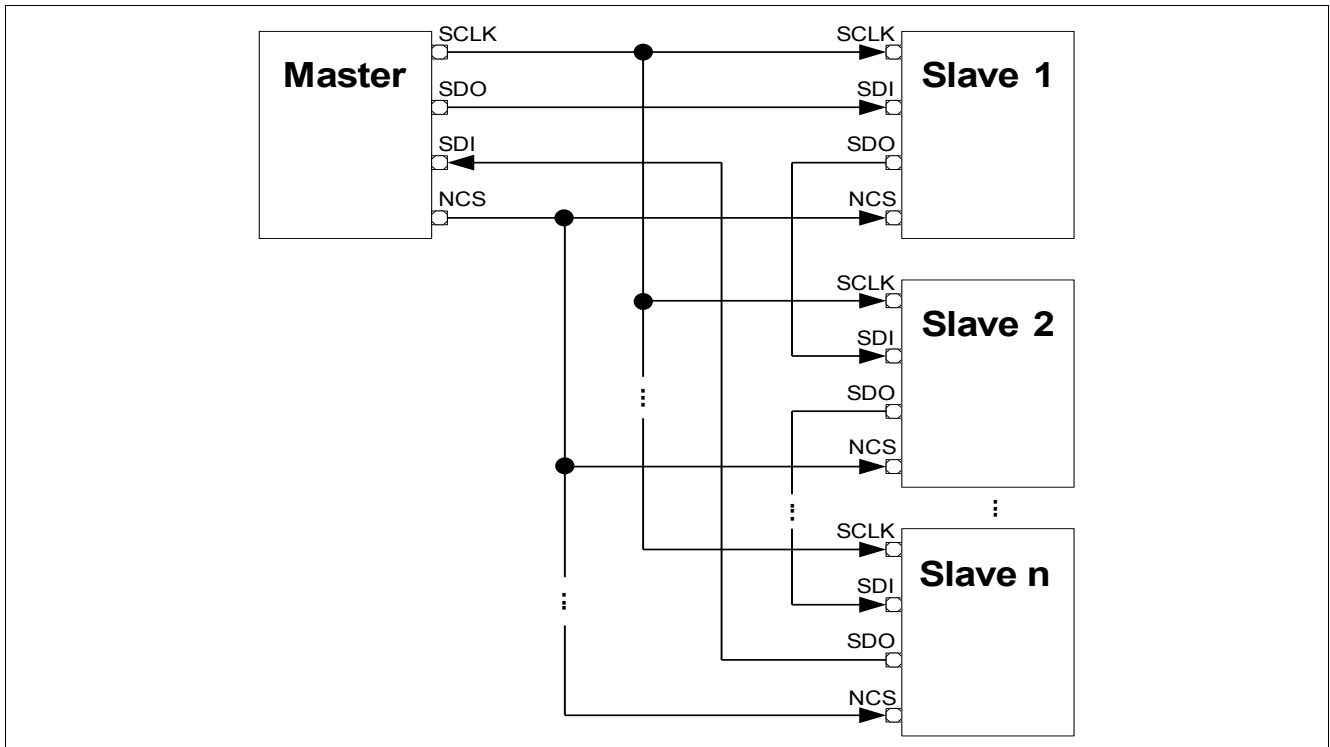 SCLK
Master
SDO
SDI
NCS
SCLK
Slave 1
SDI
SDO
NCS
SCLK
Slave 2
SDI
SDO
NCS
...
...
...
...
SCLK
Slave n
SDI
SDO
NCS